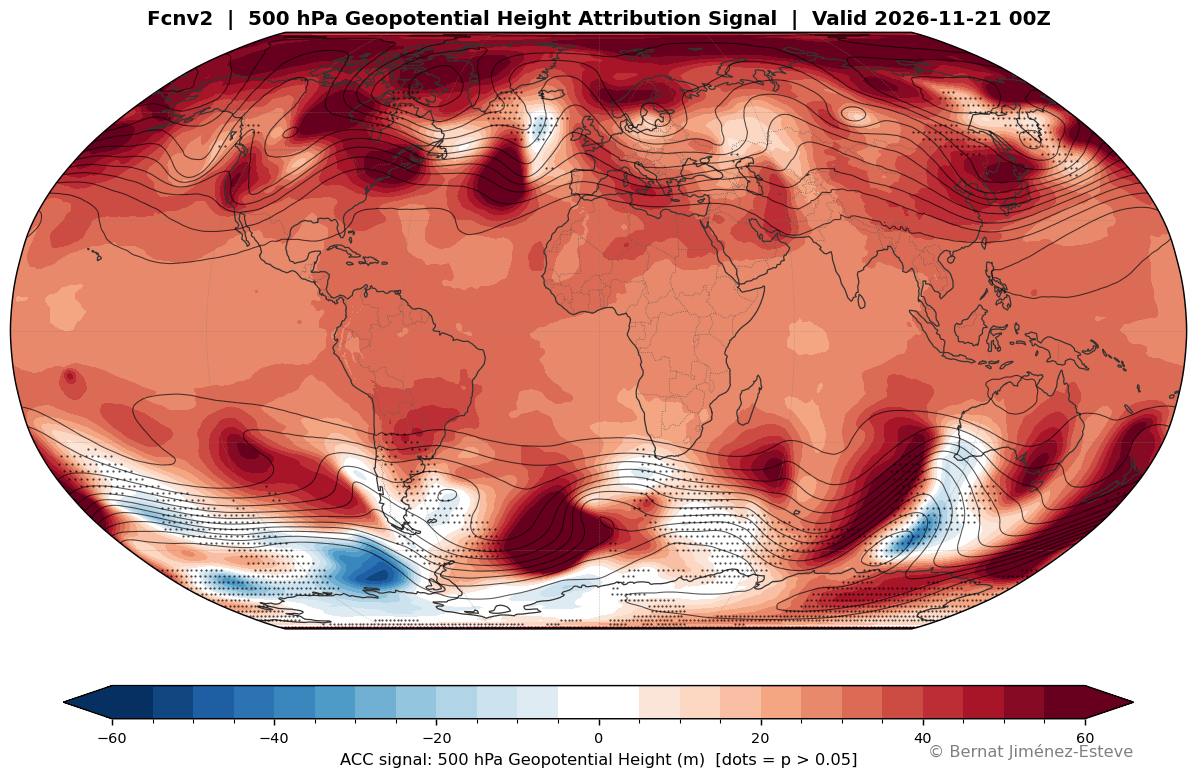 Fcnv2  |  500 hPa Geopotential Height Attribution Signal  |  Valid 2026-11-21 00Z
−60 −40 −20 0 20 40 60
© Bernat Jiménez-Esteve
ACC signal: 500 hPa Geopotential Height (m)  [dots = p > 0.05]